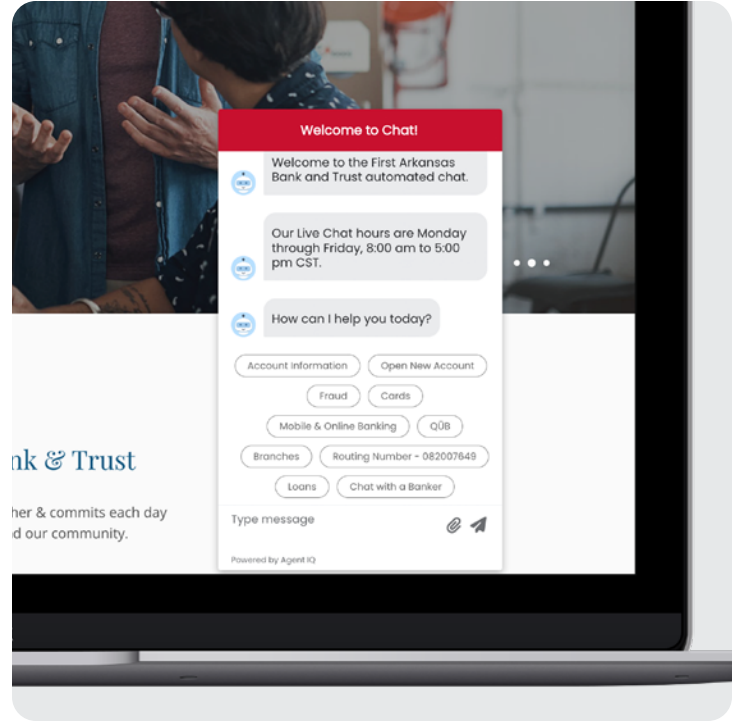 Welcome to Chat!
Welcome to the First Arkansas
Bank and Trust automated chat.
Our Live Chat hours are Monday
through Friday, 8:00 am to 5:00
pm CST.
How can I help you today?
Account Information
Open New Account
Fraud
Cards
Mobile & Online Banking
QÛB
Branches
Routing Number - 082007649
Loans
Chat with a Banker
Type message
Powered by Agent IQ
nk & Trust
her & commits each day
d our community.